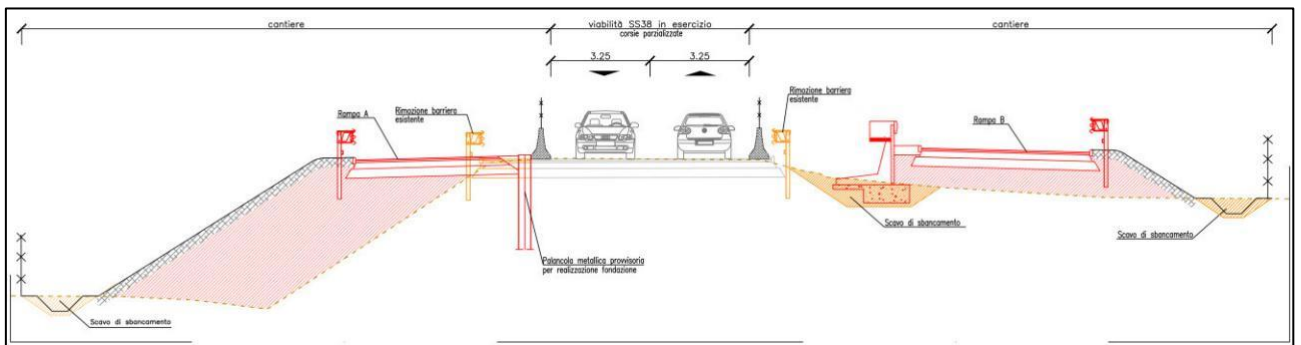 cantiere
viabilità SS38 in esercizio
corsie parzializzate
cantiere
3.25
3.25
Rimozione barriera
esistente
Rampa A
Rimozione barriera
esistente
Rampa B
Scavo di sbancamento
Scavo di sbancamento
Palancola metallica provvisoria
per realizzazione fondazione
Scavo di sbancamento